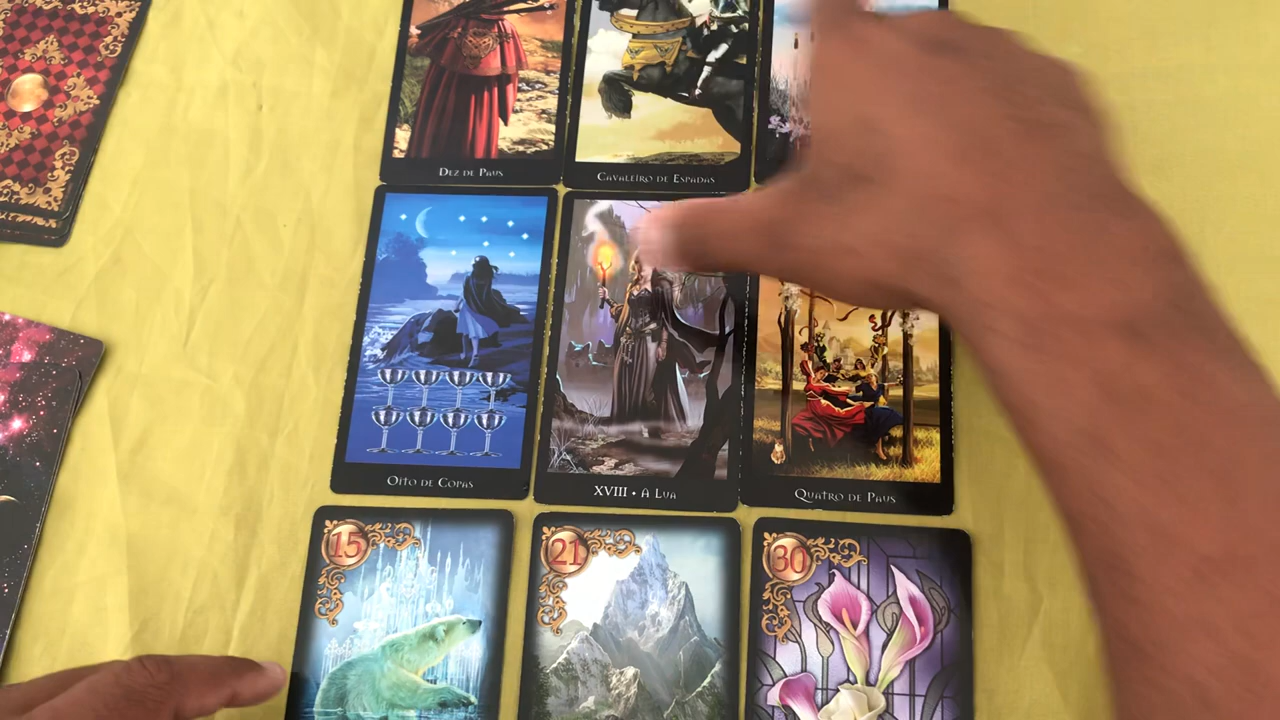 Dez de Paus
Cavaleiro de Espadas
Oito de Copas
XVIII • A Lua
Quatro de Paus
15
21
30